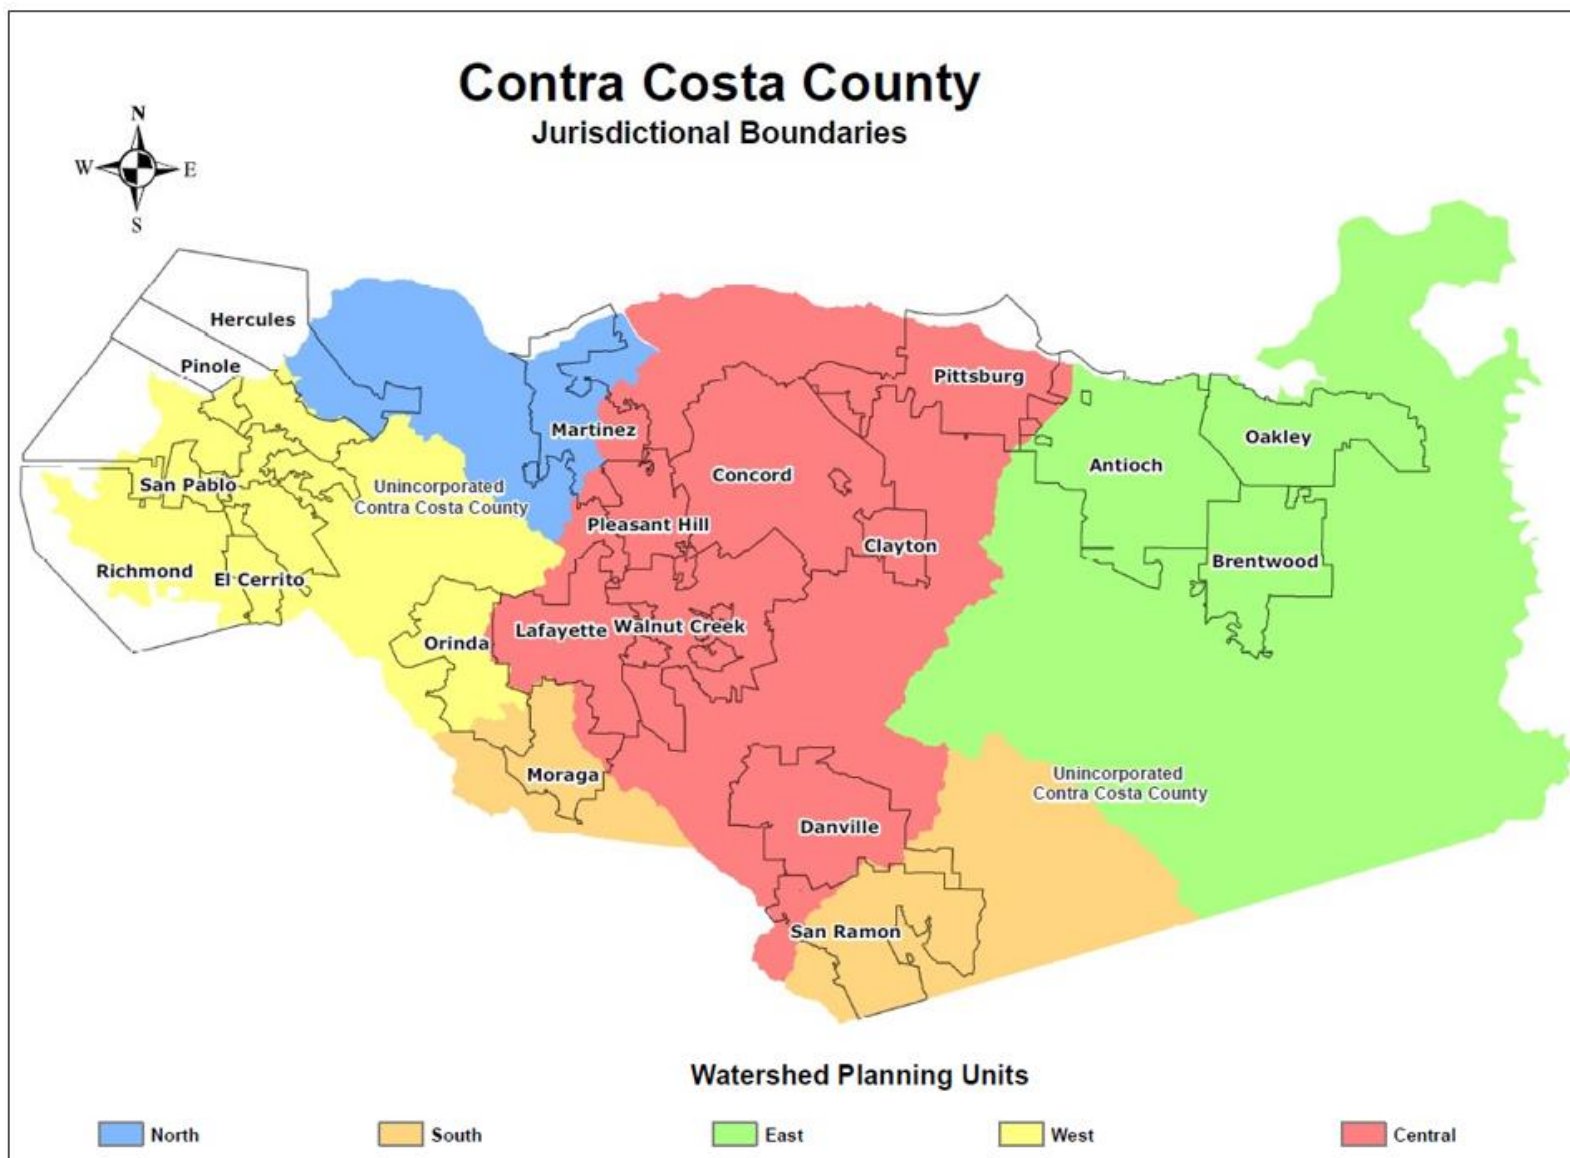 Contra Costa County
Jurisdictional Boundaries
N
W
E
S
Hercules
Pinole
Pittsburg
Martinez
Oakley
Antioch
Concord
San Pablo
Unincorporated
Contra Costa County
Pleasant Hill
Clayton
Richmond
El Cerrito
Brentwood
Orinda
Lafayette
Walnut Creek
Moraga
Unincorporated
Contra Costa County
Danville
San Ramon
Watershed Planning Units
North
South
East
West
Central